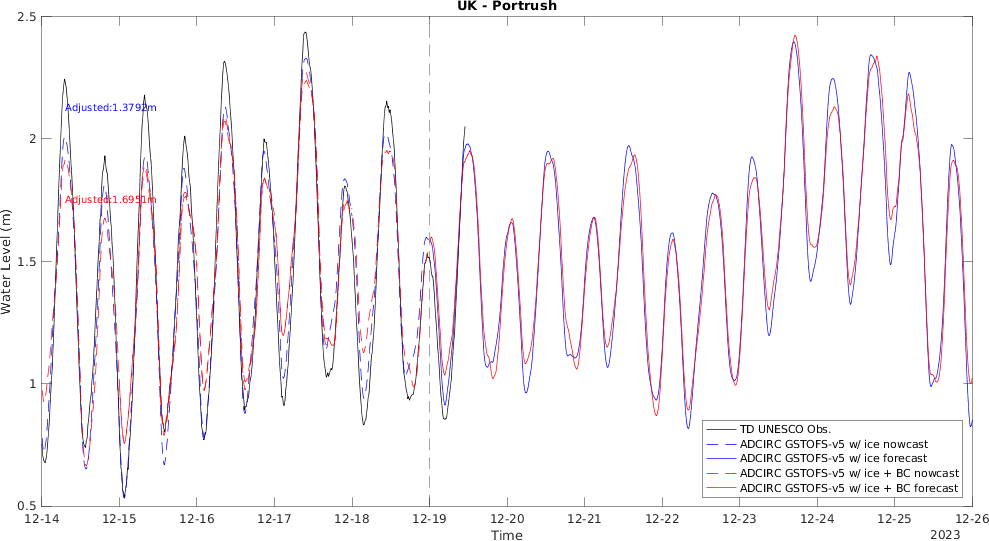 UK - Portrush
2.5
2
1.5
1
0.5
Water Level (m)
Adjusted:1.3792m
Adjusted:1.6951m
TD UNESCO Obs.
ADCIRC GSTOFS-v5 w/ ice nowcast
ADCIRC GSTOFS-v5 w/ ice forecast
ADCIRC GSTOFS-v5 w/ ice + BC nowcast
ADCIRC GSTOFS-v5 w/ ice + BC forecast
12-14 12-15 12-16 12-17 12-18 12-19 12-20 12-21 12-22 12-23 12-24 12-25 12-26
Time
2023